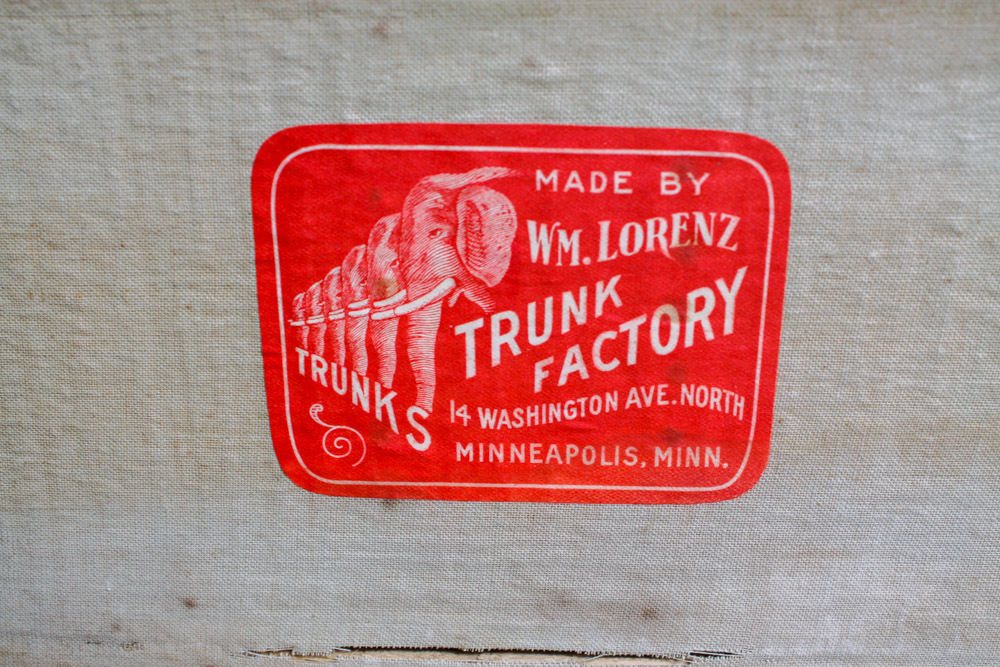 MADE BY
WM. LORENZ
TRUNK
FACTORY
14 WASHINGTON AVE. NORTH
MINNEAPOLIS, MINN.
TRUNKS